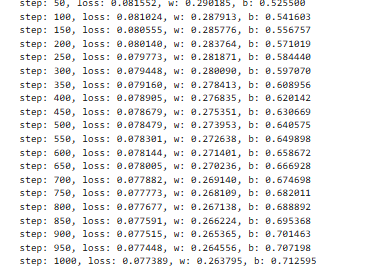 step: 50, loss: 0.081552, w: 0.290185, b: 0.525500
step: 100, loss: 0.081024, w: 0.287913, b: 0.541603
step: 150, loss: 0.080555, w: 0.285776, b: 0.556757
step: 200, loss: 0.080140, w: 0.283764, b: 0.571019
step: 250, loss: 0.079773, w: 0.281871, b: 0.584440
step: 300, loss: 0.079448, w: 0.280090, b: 0.597070
step: 350, loss: 0.079160, w: 0.278413, b: 0.608956
step: 400, loss: 0.078905, w: 0.276835, b: 0.620142
step: 450, loss: 0.078679, w: 0.275351, b: 0.630669
step: 500, loss: 0.078479, w: 0.273953, b: 0.640575
step: 550, loss: 0.078301, w: 0.272638, b: 0.649898
step: 600, loss: 0.078144, w: 0.271401, b: 0.658672
step: 650, loss: 0.078005, w: 0.270236, b: 0.666928
step: 700, loss: 0.077882, w: 0.269140, b: 0.674698
step: 750, loss: 0.077773, w: 0.268109, b: 0.682011
step: 800, loss: 0.077677, w: 0.267138, b: 0.688892
step: 850, loss: 0.077591, w: 0.266224, b: 0.695368
step: 900, loss: 0.077515, w: 0.265365, b: 0.701463
step: 950, loss: 0.077448, w: 0.264556, b: 0.707198
step: 1000, loss: 0.077389, w: 0.263795, b: 0.712595